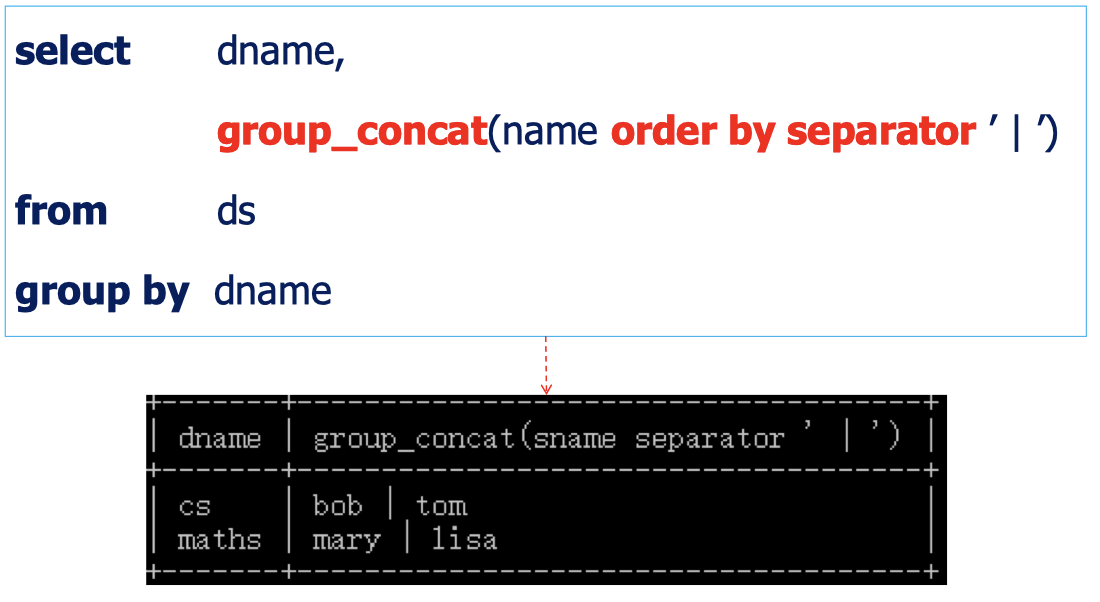 select dname,
group_concat(name order by separator ’ | ’)
from ds
group by dname
+-------+-------------------------------------+
| dname | group_concat(sname separator ’ | ’) |
+-------+-------------------------------------+
| cs | bob | tom |
| maths | mary | lisa |
+-------+-------------------------------------+